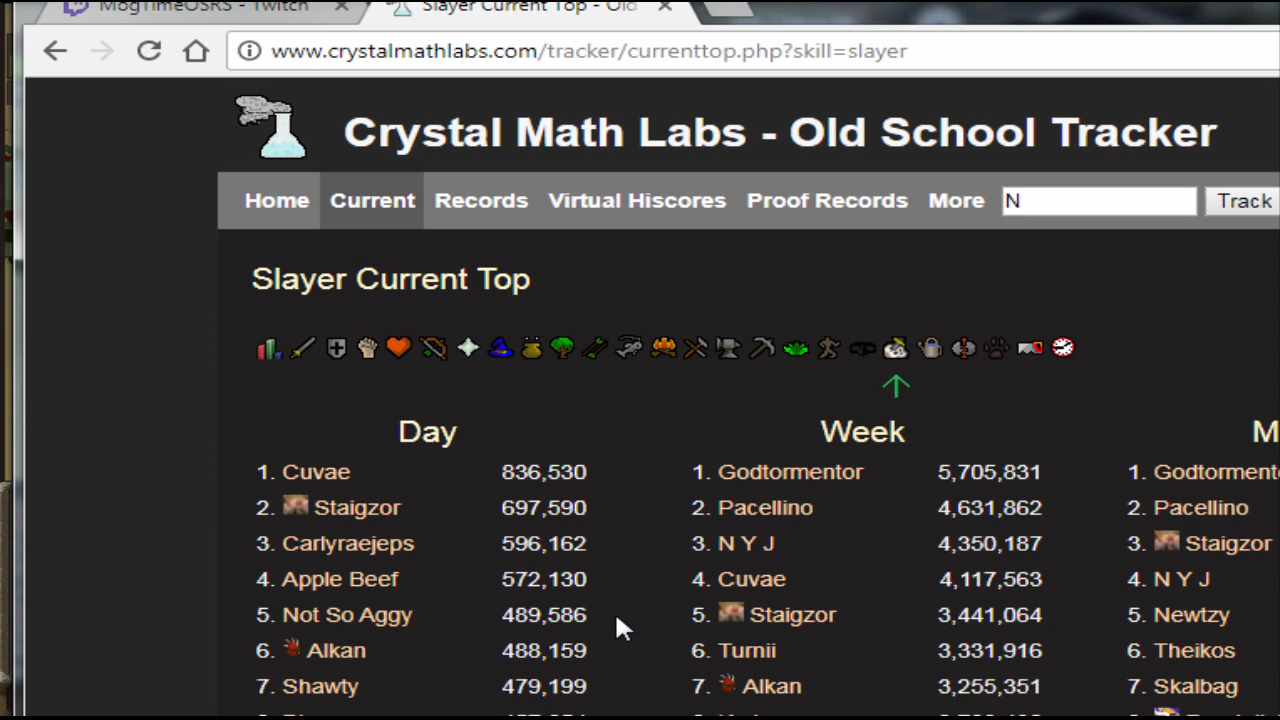 MogTimeOSRS - Twitch
Slayer Current Top - Old
www.crystalmathlabs.com/tracker/currenttop.php?skill=slayer
Crystal Math Labs - Old School Tracker
Home Current Records Virtual Hiscores Proof Records More N Track
Slayer Current Top
Day
1. Cuvae 836,530
2. Staigzor 697,590
3. Carlyraejeps 596,162
4. Apple Beef 572,130
5. Not So Aggy 489,586
6. Alkan 488,159
7. Shawty 479,199
Week
1. Godtormentor 5,705,831
2. Pacellino 4,631,862
3. N Y J 4,350,187
4. Cuvae 4,117,563
5. Staigzor 3,441,064
6. Turnii 3,331,916
7. Alkan 3,255,351
M
1. Godtormento
2. Pacellino
3. Staigzor
4. N Y J
5. Newtzy
6. Theikos
7. Skalbag